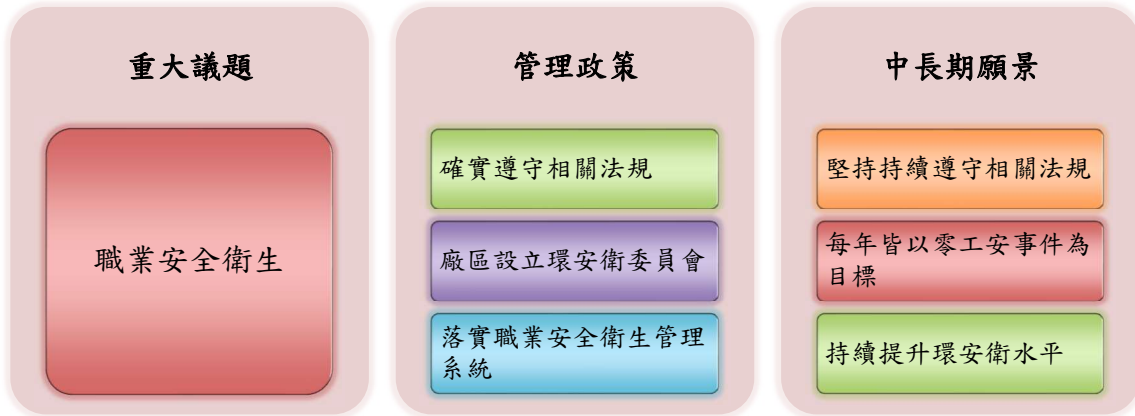 重大議題
職業安全衛生
管理政策
確實遵守相關法規
廠區設立環安衛委員會
落實職業安全衛生管理
系統
中長期願景
堅持持續遵守相關法規
每年皆以零工安事件為
目標
持續提升環安衛水平